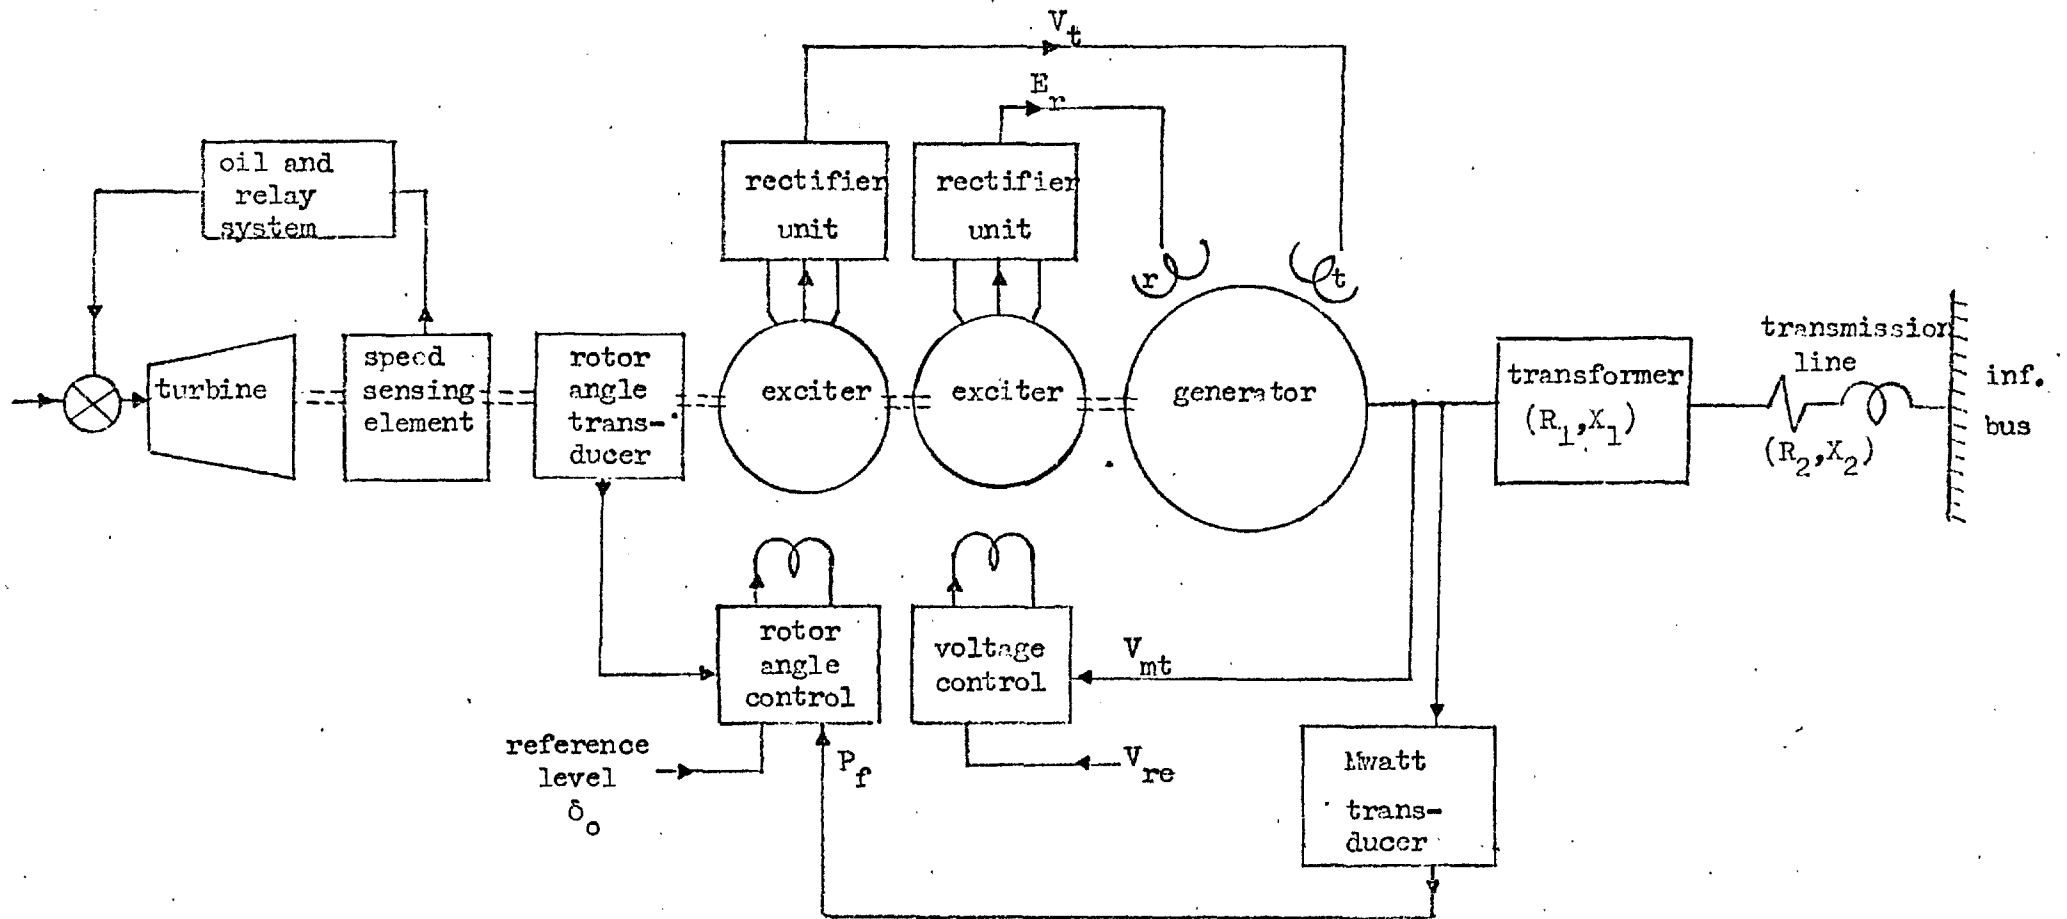 V_t
E_r
oil and
relay
system
rectifier
unit
rectifier
unit
r
t
turbine
speed
sensing
element
rotor
angle
trans-
ducer
exciter
exciter
generator
transformer
(R_1,X_1)
transmission
line
(R_2,X_2)
inf.
bus
rotor
angle
control
voltage
control
V_mt
reference
level
δ_o
P_f
V_re
Mwatt
trans-
ducer